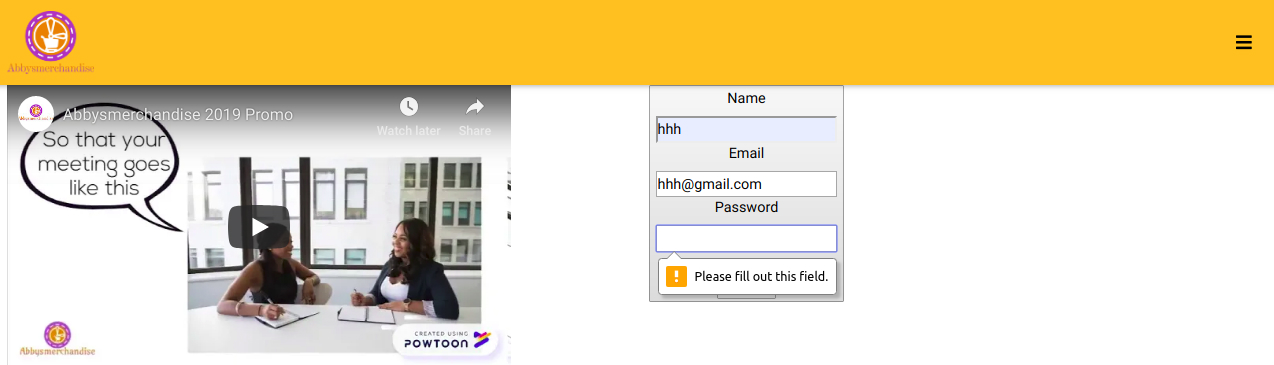 Abbysmerchandise
Abbysmerchandise 2019 Promo
Watch later
Share
So that your
meeting goes
like this
Abbysmerchandise
CREATED USING
POWTOON
Name
hhh
Email
hhh@gmail.com
Password
Please fill out this field.